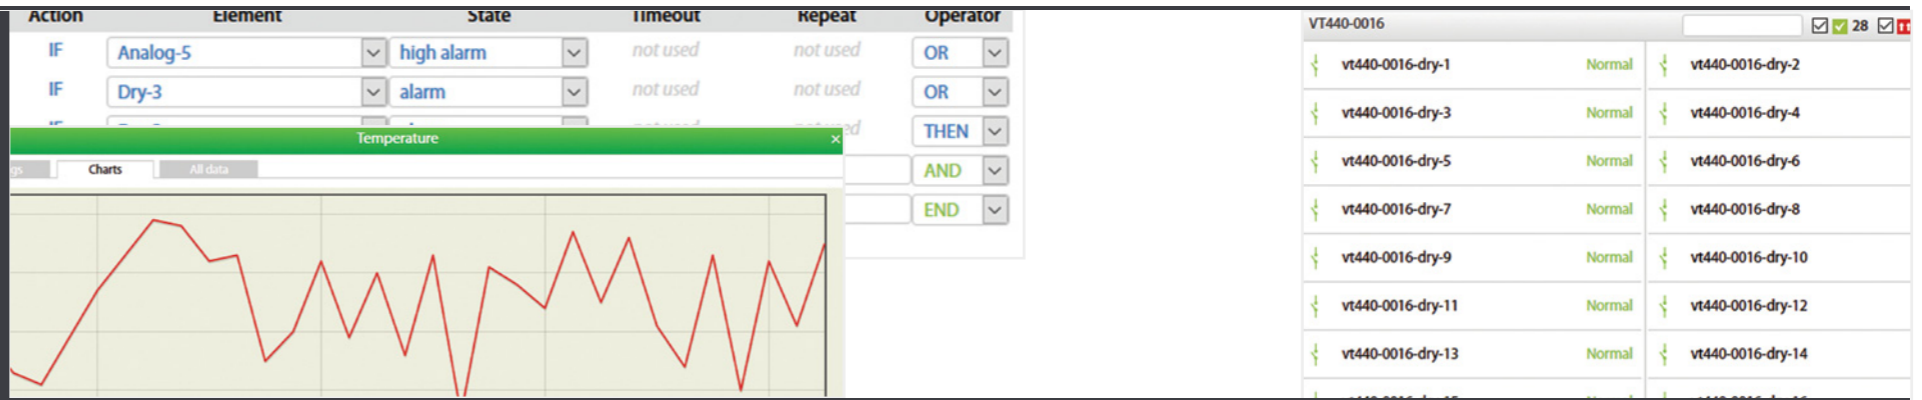 Action Element State Timeout Repeat Operator
IF Analog-5 high alarm not used not used OR
IF Dry-3 alarm not used not used OR
THEN
Temperature ×
Charts All data
AND
END
VT440-0016 28
vt440-0016-dry-1 Normal vt440-0016-dry-2
vt440-0016-dry-3 Normal vt440-0016-dry-4
vt440-0016-dry-5 Normal vt440-0016-dry-6
vt440-0016-dry-7 Normal vt440-0016-dry-8
vt440-0016-dry-9 Normal vt440-0016-dry-10
vt440-0016-dry-11 Normal vt440-0016-dry-12
vt440-0016-dry-13 Normal vt440-0016-dry-14